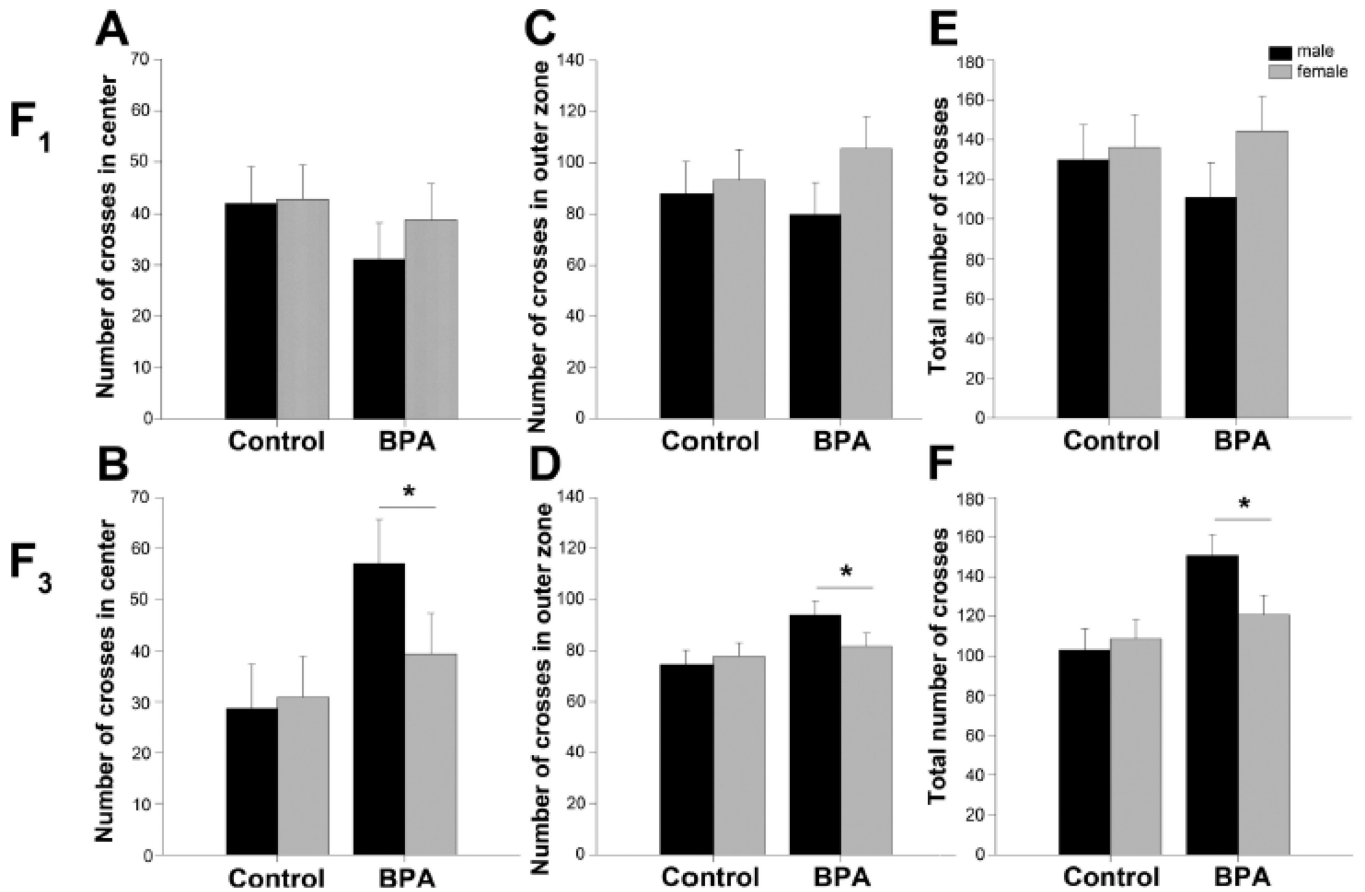 A
Number of crosses in center
70
60
50
40
30
20
10
0
Control
BPA
C
Number of crosses in outer zone
140
120
100
80
60
40
20
0
Control
BPA
E
Total number of crosses
180
160
140
120
100
80
60
40
20
0
Control
BPA
male
female
F1
B
Number of crosses in center
70
60
50
40
30
20
10
0
*
Control
BPA
D
Number of crosses in outer zone
140
120
100
80
60
40
20
0
*
Control
BPA
F
Total number of crosses
180
160
140
120
100
80
60
40
20
0
*
Control
BPA
F3